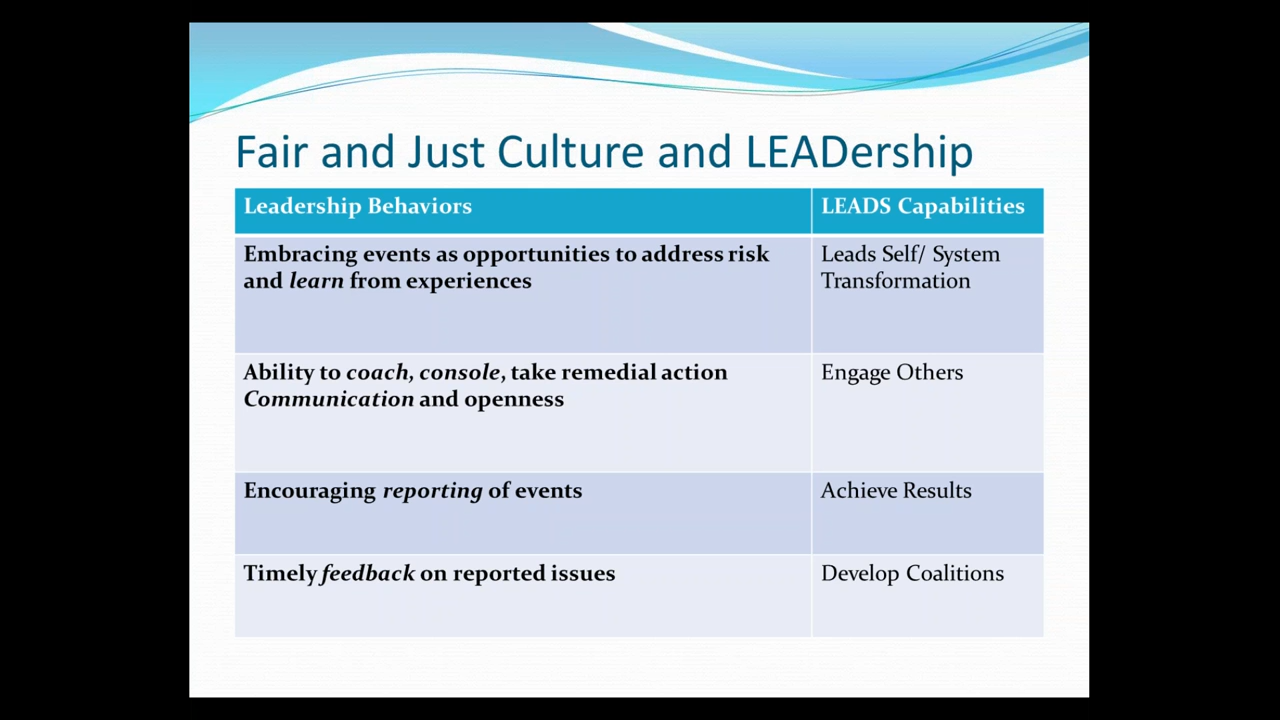 Fair and Just Culture and LEADership
Leadership Behaviors
LEADS Capabilities
Embracing events as opportunities to address risk
and learn from experiences
Leads Self/ System
Transformation
Ability to coach, console, take remedial action
Communication and openness
Engage Others
Encouraging reporting of events
Achieve Results
Timely feedback on reported issues
Develop Coalitions